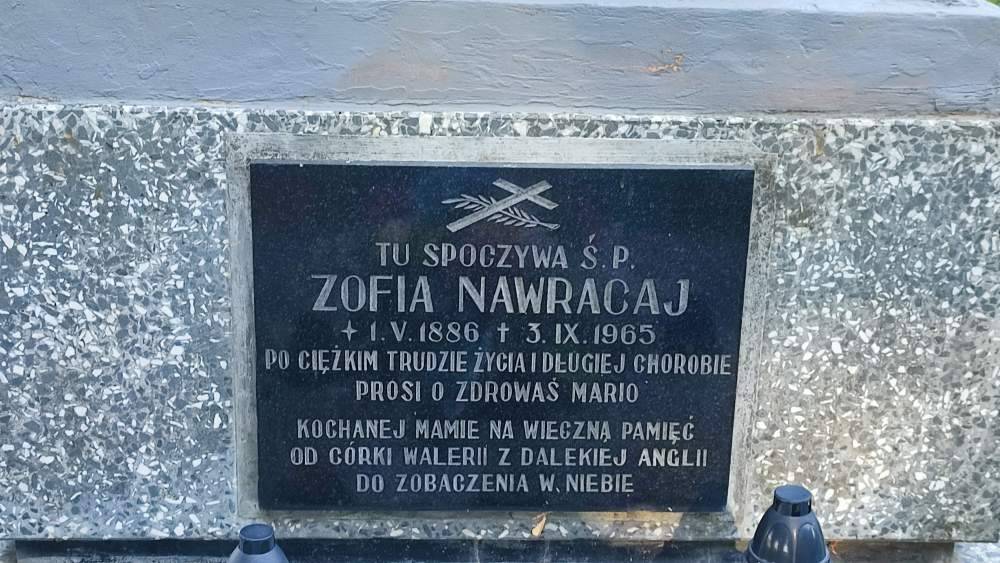 TU SPOCZYWA Ś.P.
ZOFIA NAWRACAJ
1.V.1886 † 3.IX.1965
PO CIĘŻKIM TRUDZIE ŻYCIA I DŁUGIEJ CHOROBIE
PROSI O ZDROWAŚ MARIO
KOCHANEJ MAMIE NA WIECZNĄ PAMIĘĆ
OD CÓRKI WALERII Z DALEKIEJ ANGLII
DO ZOBACZENIA W NIEBIE